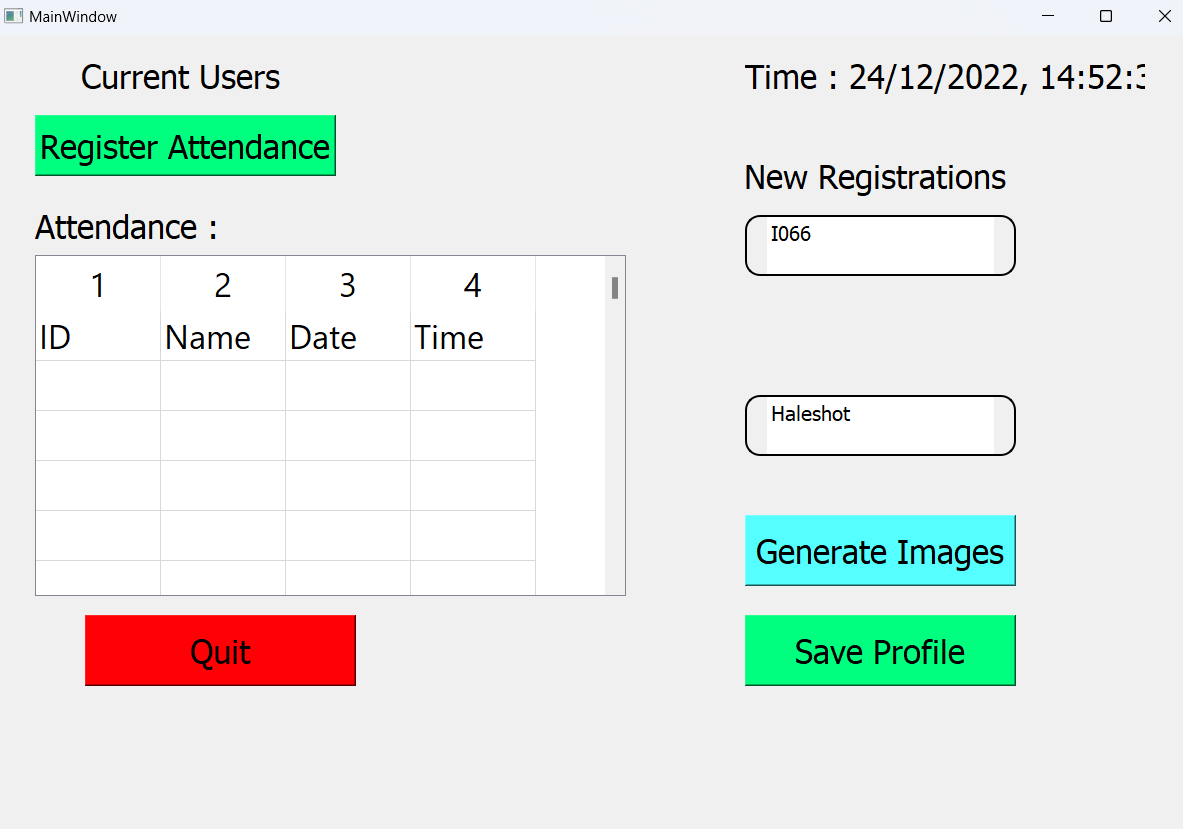 MainWindow
Current Users
Time : 24/12/2022, 14:52:3
Register Attendance
New Registrations
Attendance :
I066
1 2 3 4
ID Name Date Time
Haleshot
Generate Images
Quit
Save Profile